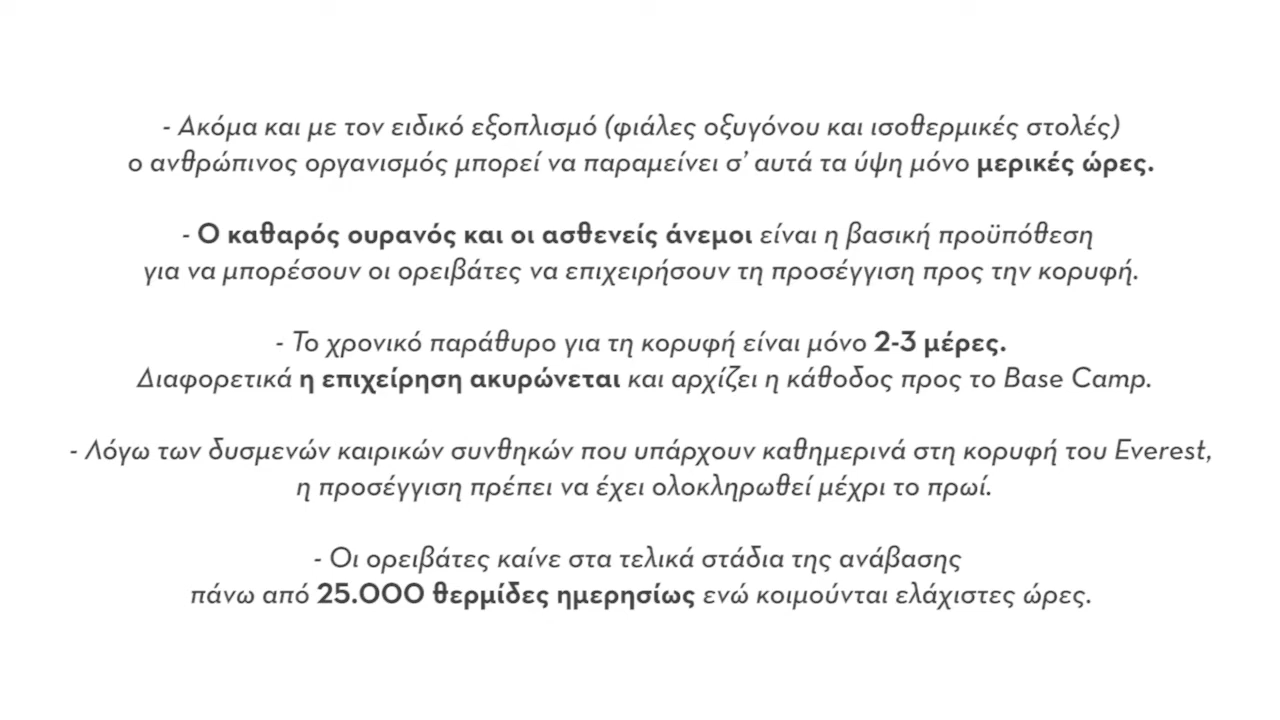 - Ακόμα και με τον ειδικό εξοπλισμό (φιάλες οξυγόνου και ισοθερμικές στολές)
ο ανθρώπινος οργανισμός μπορεί να παραμείνει σ’ αυτά τα ύψη μόνο μερικές ώρες.
- Ο καθαρός ουρανός και οι ασθενείς άνεμοι είναι η βασική προϋπόθεση
για να μπορέσουν οι ορειβάτες να επιχειρήσουν τη προσέγγιση προς την κορυφή.
- Το χρονικό παράθυρο για τη κορυφή είναι μόνο 2-3 μέρες.
Διαφορετικά η επιχείρηση ακυρώνεται και αρχίζει η κάθοδος προς το Base Camp.
- Λόγω των δυσμενών καιρικών συνθηκών που υπάρχουν καθημερινά στη κορυφή του Everest,
η προσέγγιση πρέπει να έχει ολοκληρωθεί μέχρι το πρωί.
- Οι ορειβάτες καίνε στα τελικά στάδια της ανάβασης
πάνω από 25.000 θερμίδες ημερησίως ενώ κοιμούνται ελάχιστες ώρες.